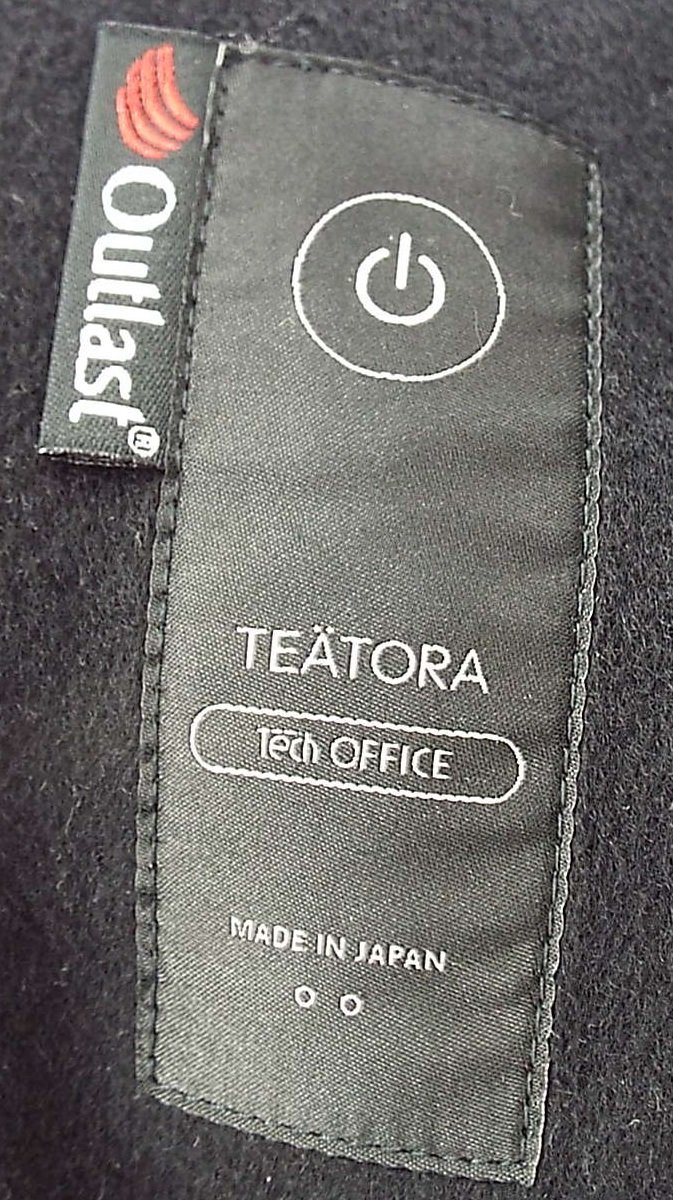 Outlast®
TEÄTORA
Tech OFFICE
MADE IN JAPAN